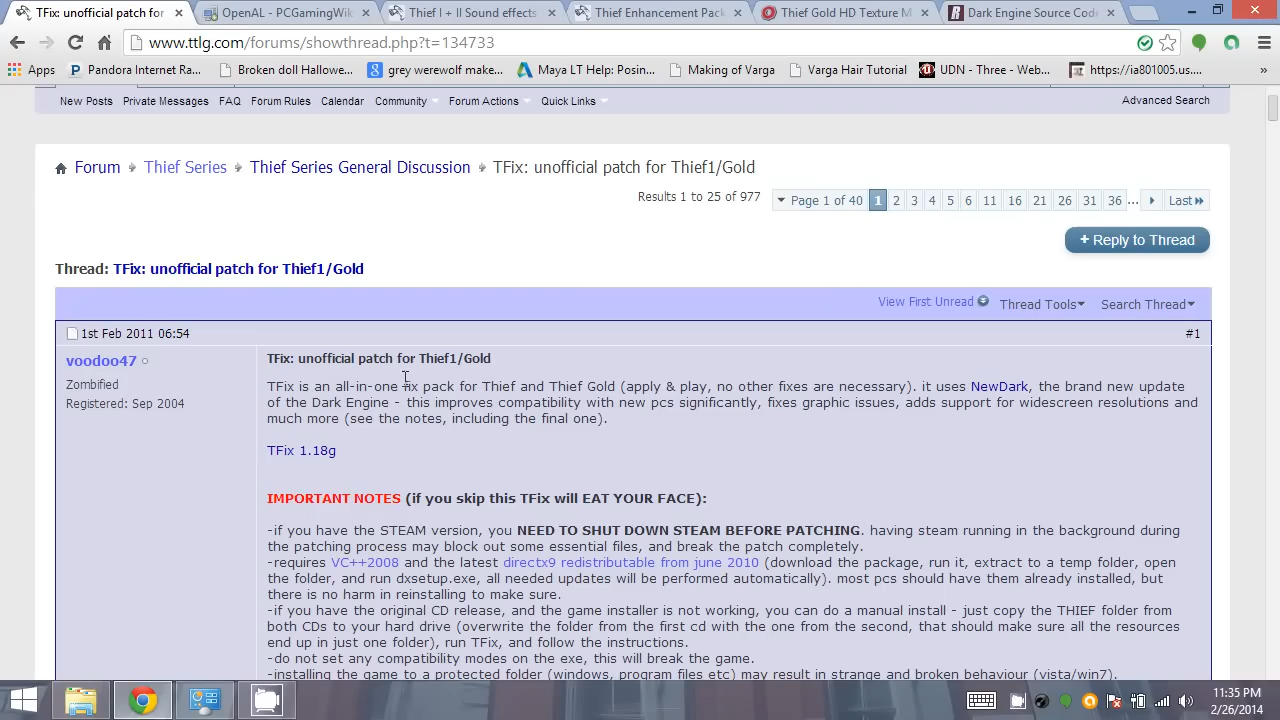 TFix: unofficial patch for
OpenAL - PCGamingWik
Thief I + II Sound effects
Thief Enhancement Pack
Thief Gold HD Texture M
Dark Engine Source Code
www.ttlg.com/forums/showthread.php?t=134733
Apps
Pandora Internet Ra...
Broken doll Hallowe...
grey werewolf make...
Maya LT Help: Posin...
Making of Varga
Varga Hair Tutorial
UDN - Three - Web...
https://ia801005.us....
»
New Posts Private Messages FAQ Forum Rules Calendar Community Forum Actions Quick Links Advanced Search
Forum Thief Series Thief Series General Discussion TFix: unofficial patch for Thief1/Gold
Results 1 to 25 of 977 Page 1 of 40 1 2 3 4 5 6 11 16 21 26 31 36 ... Last
+ Reply to Thread
Thread: TFix: unofficial patch for Thief1/Gold
View First Unread Thread Tools Search Thread
1st Feb 2011 06:54 #1
voodoo47
Zombified
Registered: Sep 2004
TFix: unofficial patch for Thief1/Gold
TFix is an all-in-one fix pack for Thief and Thief Gold (apply & play, no other fixes are necessary). it uses NewDark, the brand new update
of the Dark Engine - this improves compatibility with new pcs significantly, fixes graphic issues, adds support for widescreen resolutions and
much more (see the notes, including the final one).
TFix 1.18g
IMPORTANT NOTES (if you skip this TFix will EAT YOUR FACE):
-if you have the STEAM version, you NEED TO SHUT DOWN STEAM BEFORE PATCHING. having steam running in the background during
the patching process may block out some essential files, and break the patch completely.
-requires VC++2008 and the latest directx9 redistributable from june 2010 (download the package, run it, extract to a temp folder, open
the folder, and run dxsetup.exe, all needed updates will be performed automatically). most pcs should have them already installed, but
there is no harm in reinstalling to make sure.
-if you have the original CD release, and the game installer is not working, you can do a manual install - just copy the THIEF folder from
both CDs to your hard drive (overwrite the folder from the first cd with the one from the second, that should make sure all the resources
end up in just one folder), run TFix, and follow the instructions.
-do not set any compatibility modes on the exe, this will break the game.
-installing the game to a protected folder (windows, program files etc) may result in strange and broken behaviour (vista/win7).
11:35 PM
2/26/2014